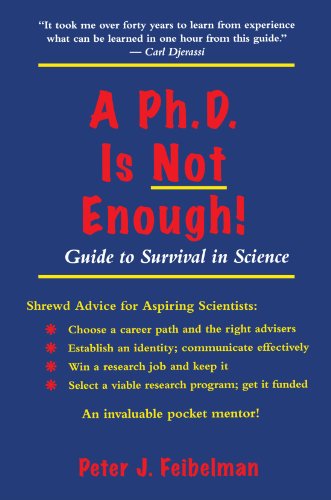 "It took me over forty years to learn from experience
what can be learned in one hour from this guide."
— Carl Djerassi
A Ph.D.
Is Not
Enough!
Guide to Survival in Science
Shrewd Advice for Aspiring Scientists:
Choose a career path and the right advisers
Establish an identity; communicate effectively
Win a research job and keep it
Select a viable research program; get it funded
An invaluable pocket mentor!
Peter J. Feibelman